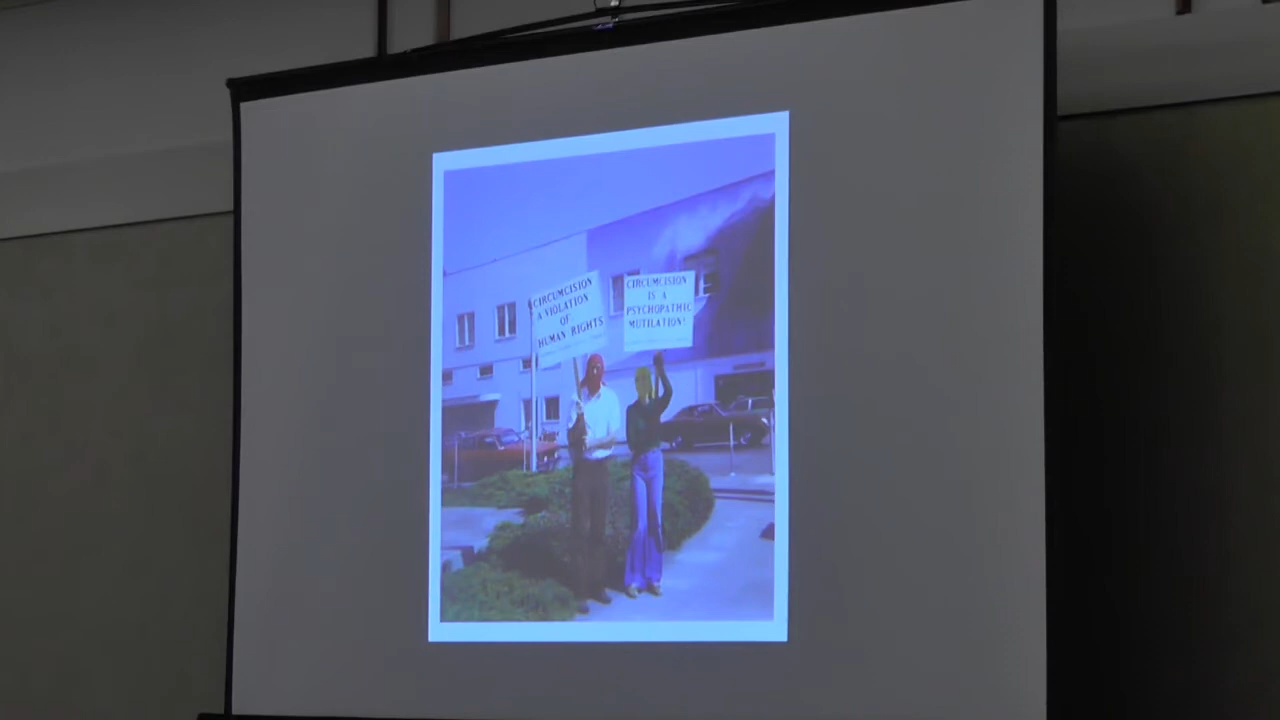 CIRCUMCISION
A VIOLATION
OF
HUMAN RIGHTS
CIRCUMCISION
IS A
PSYCHOPATHIC
MUTILATION!